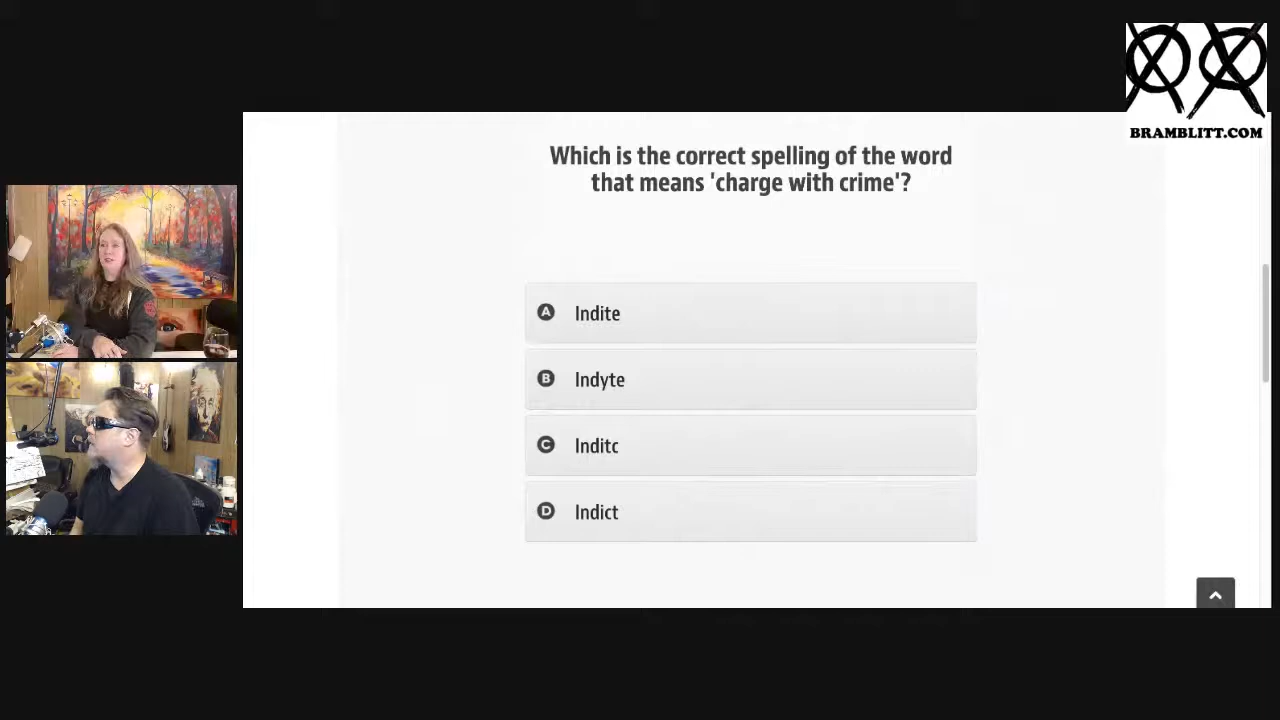 BRAMBLITT.COM
Which is the correct spelling of the word
that means 'charge with crime'?
A Indite
B Indyte
C Inditc
D Indict